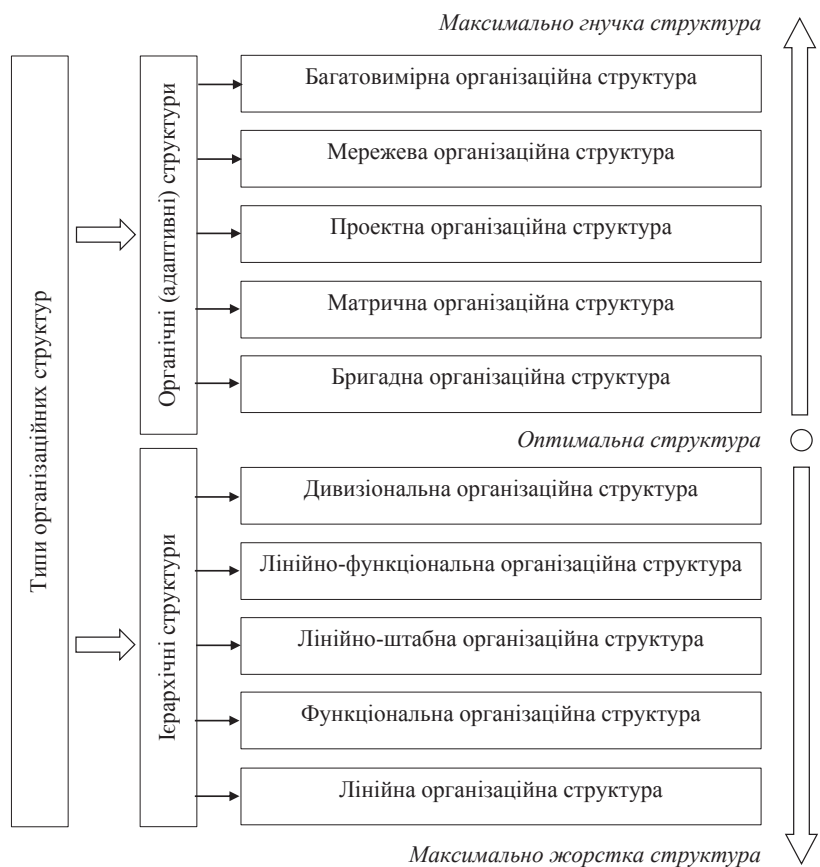 Максимально гнучка структура
Типи організаційних структур
Органічні (адаптивні) структури
Багатовимірна організаційна структура
Мережева організаційна структура
Проектна організаційна структура
Матрична організаційна структура
Бригадна організаційна структура
Оптимальна структура
Ієрархічні структури
Дивизіональна організаційна структура
Лінійно-функціональна організаційна структура
Лінійно-штабна організаційна структура
Функціональна організаційна структура
Лінійна організаційна структура
Максимально жорстка структура